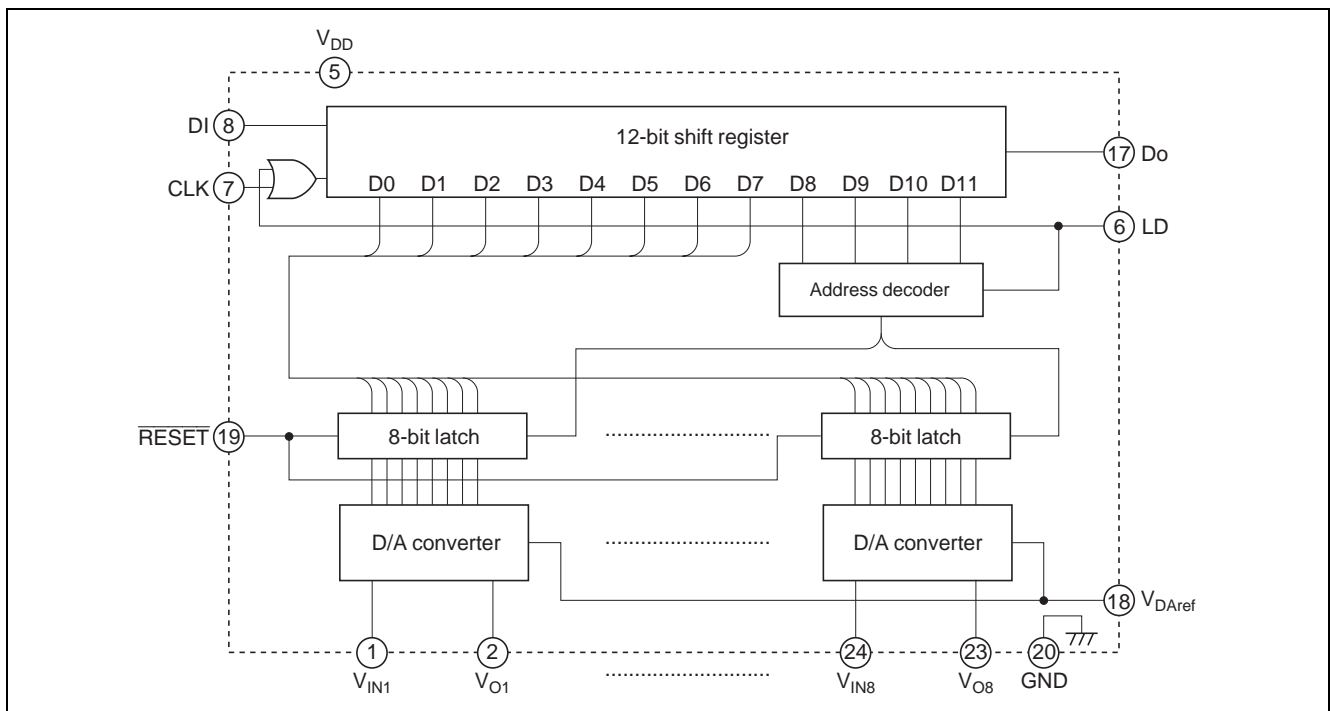 VDD
5
DI 8
12-bit shift register
17 Do
CLK 7
D0 D1 D2 D3 D4 D5 D6 D7 D8 D9 D10 D11
6 LD
Address decoder
RESET 19
8-bit latch
8-bit latch
D/A converter
D/A converter
18 VDAref
1
2
24
23
20
VIN1
VO1
VIN8
VO8
GND